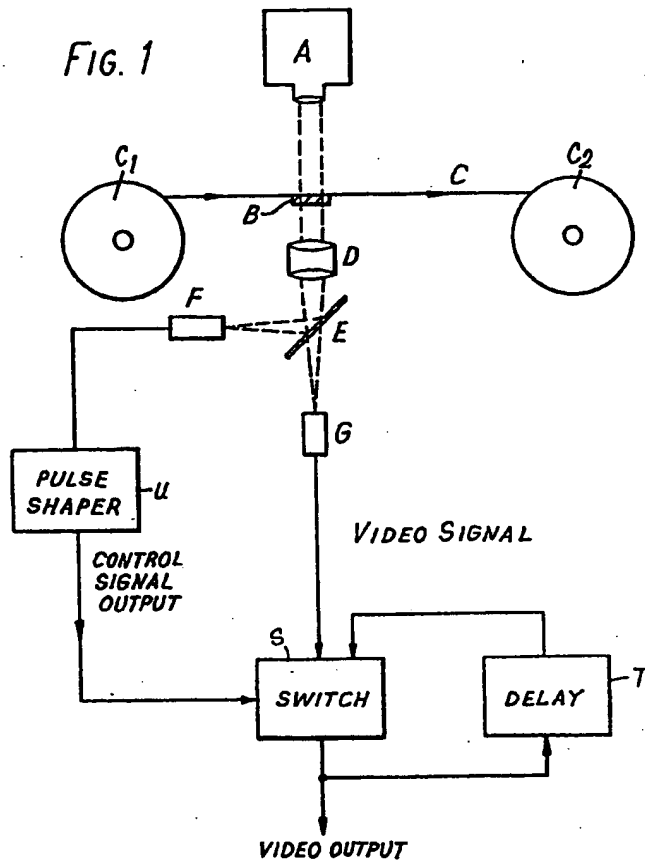 FIG. 1
A
C1
C
C2
B
D
F
E
G
PULSE
SHAPER
U
VIDEO SIGNAL
CONTROL
SIGNAL
OUTPUT
S
SWITCH
DELAY
T
VIDEO OUTPUT